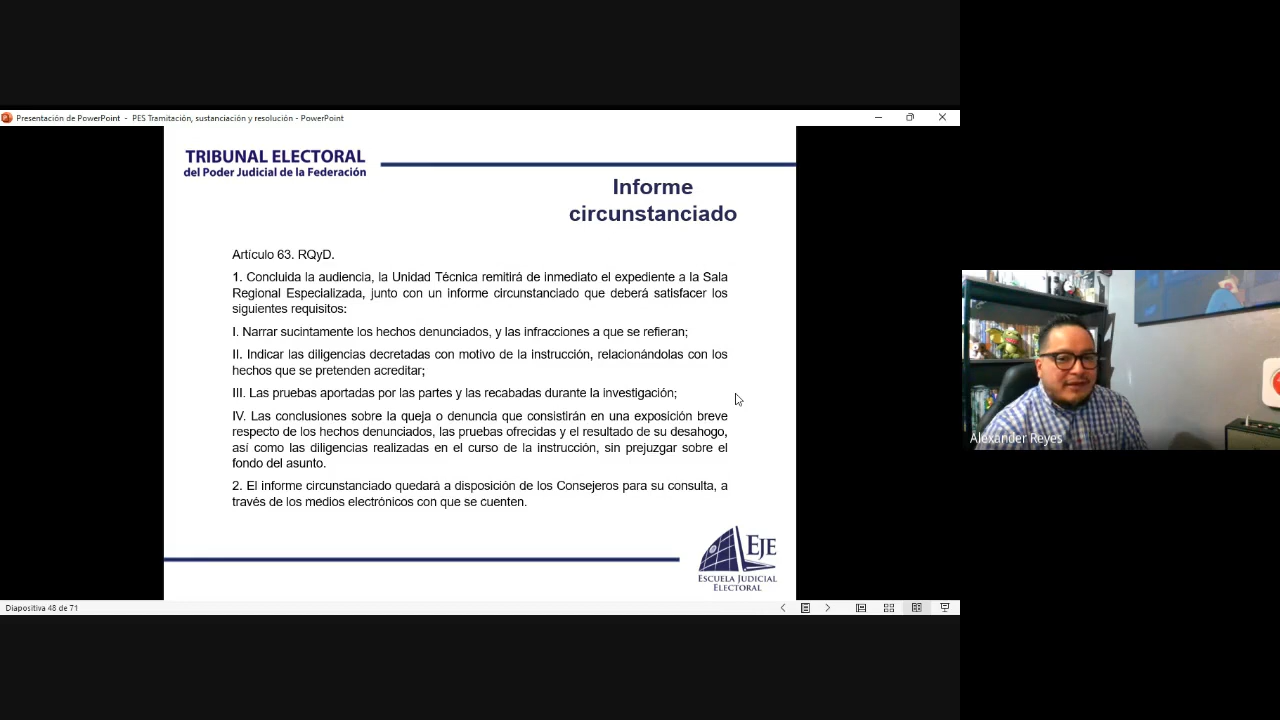 Presentación de PowerPoint - PES Tramitación, sustanciación y resolución - PowerPoint
TRIBUNAL ELECTORAL
del Poder Judicial de la Federación
Informe
circunstanciado
Artículo 63. RQyD.
1. Concluida la audiencia, la Unidad Técnica remitirá de inmediato el expediente a la Sala
Regional Especializada, junto con un informe circunstanciado que deberá satisfacer los
siguientes requisitos:
I. Narrar sucintamente los hechos denunciados, y las infracciones a que se refieran;
II. Indicar las diligencias decretadas con motivo de la instrucción, relacionándolas con los
hechos que se pretenden acreditar;
III. Las pruebas aportadas por las partes y las recabadas durante la investigación;
IV. Las conclusiones sobre la queja o denuncia que consistirán en una exposición breve
respecto de los hechos denunciados, las pruebas ofrecidas y el resultado de su desahogo,
así como las diligencias realizadas en el curso de la instrucción, sin prejuzgar sobre el
fondo del asunto.
2. El informe circunstanciado quedará a disposición de los Consejeros para su consulta, a
través de los medios electrónicos con que se cuenten.
EJE
ESCUELA JUDICIAL
ELECTORAL
Diapositiva 48 de 71
Alexander Reyes